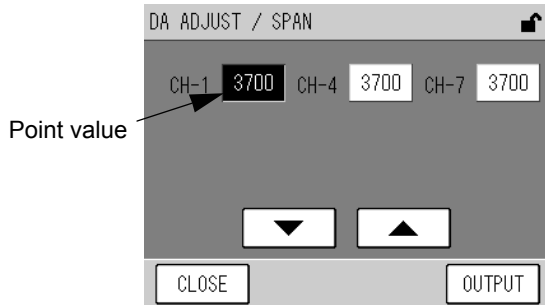 DA ADJUST / SPAN
CH-1 3700 CH-4 3700 CH-7 3700
Point value
CLOSE OUTPUT